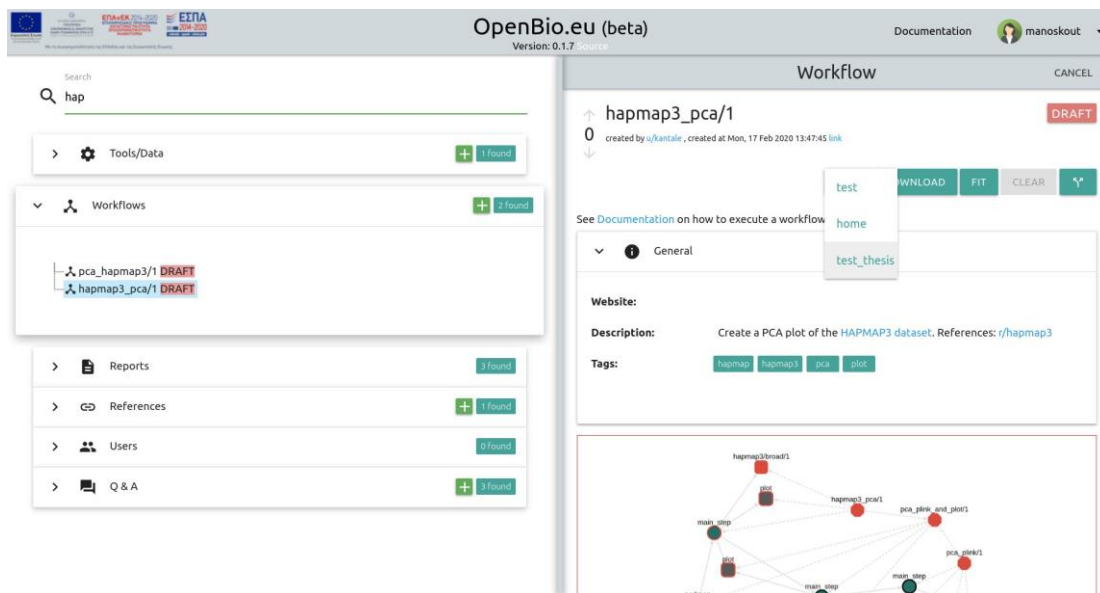 ΕΠΑνΕΚ 2014-2020
ΕΣΠΑ
2014-2020
OpenBio.eu (beta)
Version: 0.1.7 Source
Documentation
manoskout
Search
hap
Tools/Data
1 found
Workflows
2 found
pca_hapmap3/1 DRAFT
hapmap3_pca/1 DRAFT
Reports
3 found
References
1 found
Users
0 found
Q & A
3 found
Workflow
CANCEL
hapmap3_pca/1
DRAFT
0
created by u/kantale , created at Mon, 17 Feb 2020 13:47:45 link
test
home
test_thesis
WNLOAD
FIT
CLEAR
See Documentation on how to execute a workflow
General
Website:
Description: Create a PCA plot of the HAPMAP3 dataset. References: r/hapmap3
Tags: hapmap hapmap3 pca plot
hapmap3/broad/1
plot
hapmap3_pca/1
pca_plink_and_plot/1
main_step
pca_plink/1
plot
main_step
main_step